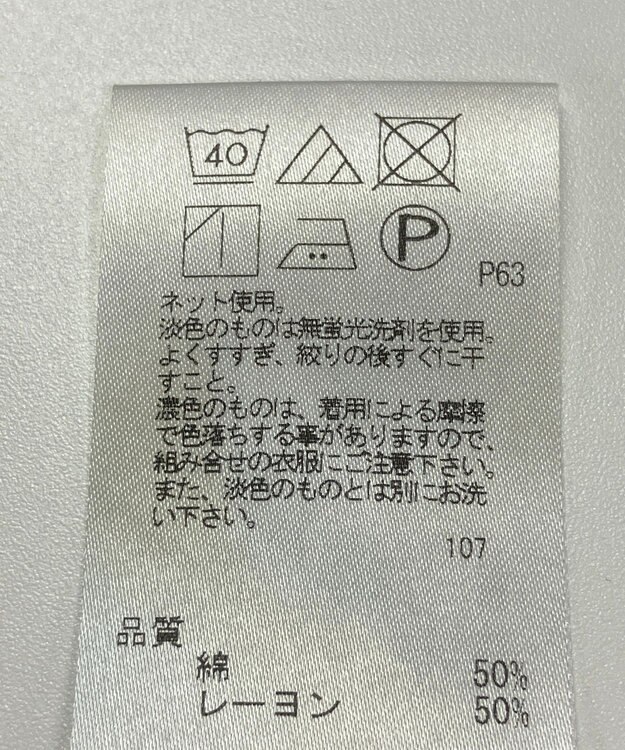 40
P
P63
ネット使用。
淡色のものは無蛍光洗剤を使用。
よくすすぎ、絞りの後すぐに干
すこと。
濃色のものは、着用による摩擦
で色落ちする事がありますので、
組み合せの衣服にご注意下さい。
また、淡色のものとは別にお洗
い下さい。
107
品質
綿 50%
レーヨン 50%